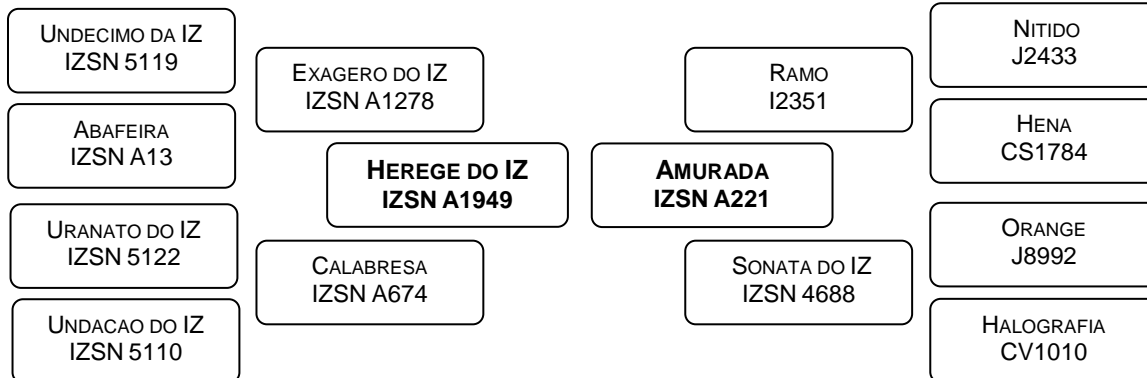 UNDECIMO DA IZ
IZSN 5119
ABAFEIRA
IZSN A13
URANATO DO IZ
IZSN 5122
UNDACAO DO IZ
IZSN 5110
EXAGERO DO IZ
IZSN A1278
CALABRESA
IZSN A674
HEREGE DO IZ
IZSN A1949
AMURADA
IZSN A221
RAMO
I2351
SONATA DO IZ
IZSN 4688
NITIDO
J2433
HENA
CS1784
ORANGE
J8992
HALOGRAFIA
CV1010